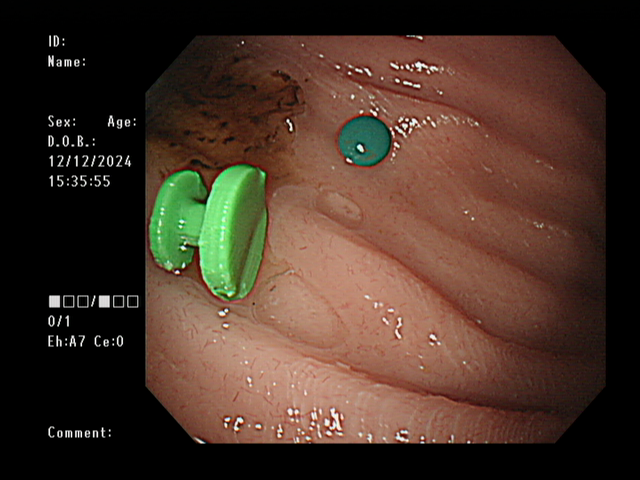 ID:
Name:
Sex: Age:
D.O.B.:
12/12/2024
15:35:55
■□□/■□□
0/1
Eh:A7 Ce:0
Comment: